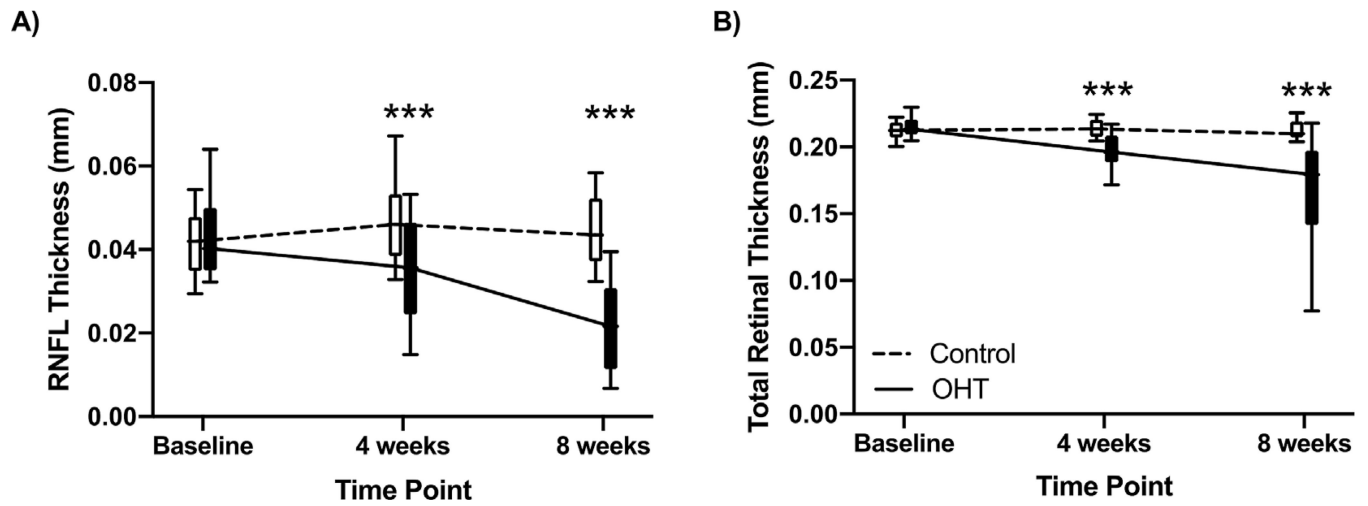 A)
RNFL Thickness (mm)
0.08
0.06
0.04
0.02
0.00
***
***
Baseline
4 weeks
8 weeks
Time Point
B)
Total Retinal Thickness (mm)
0.25
0.20
0.15
0.10
0.05
0.00
***
***
Control
OHT
Baseline
4 weeks
8 weeks
Time Point